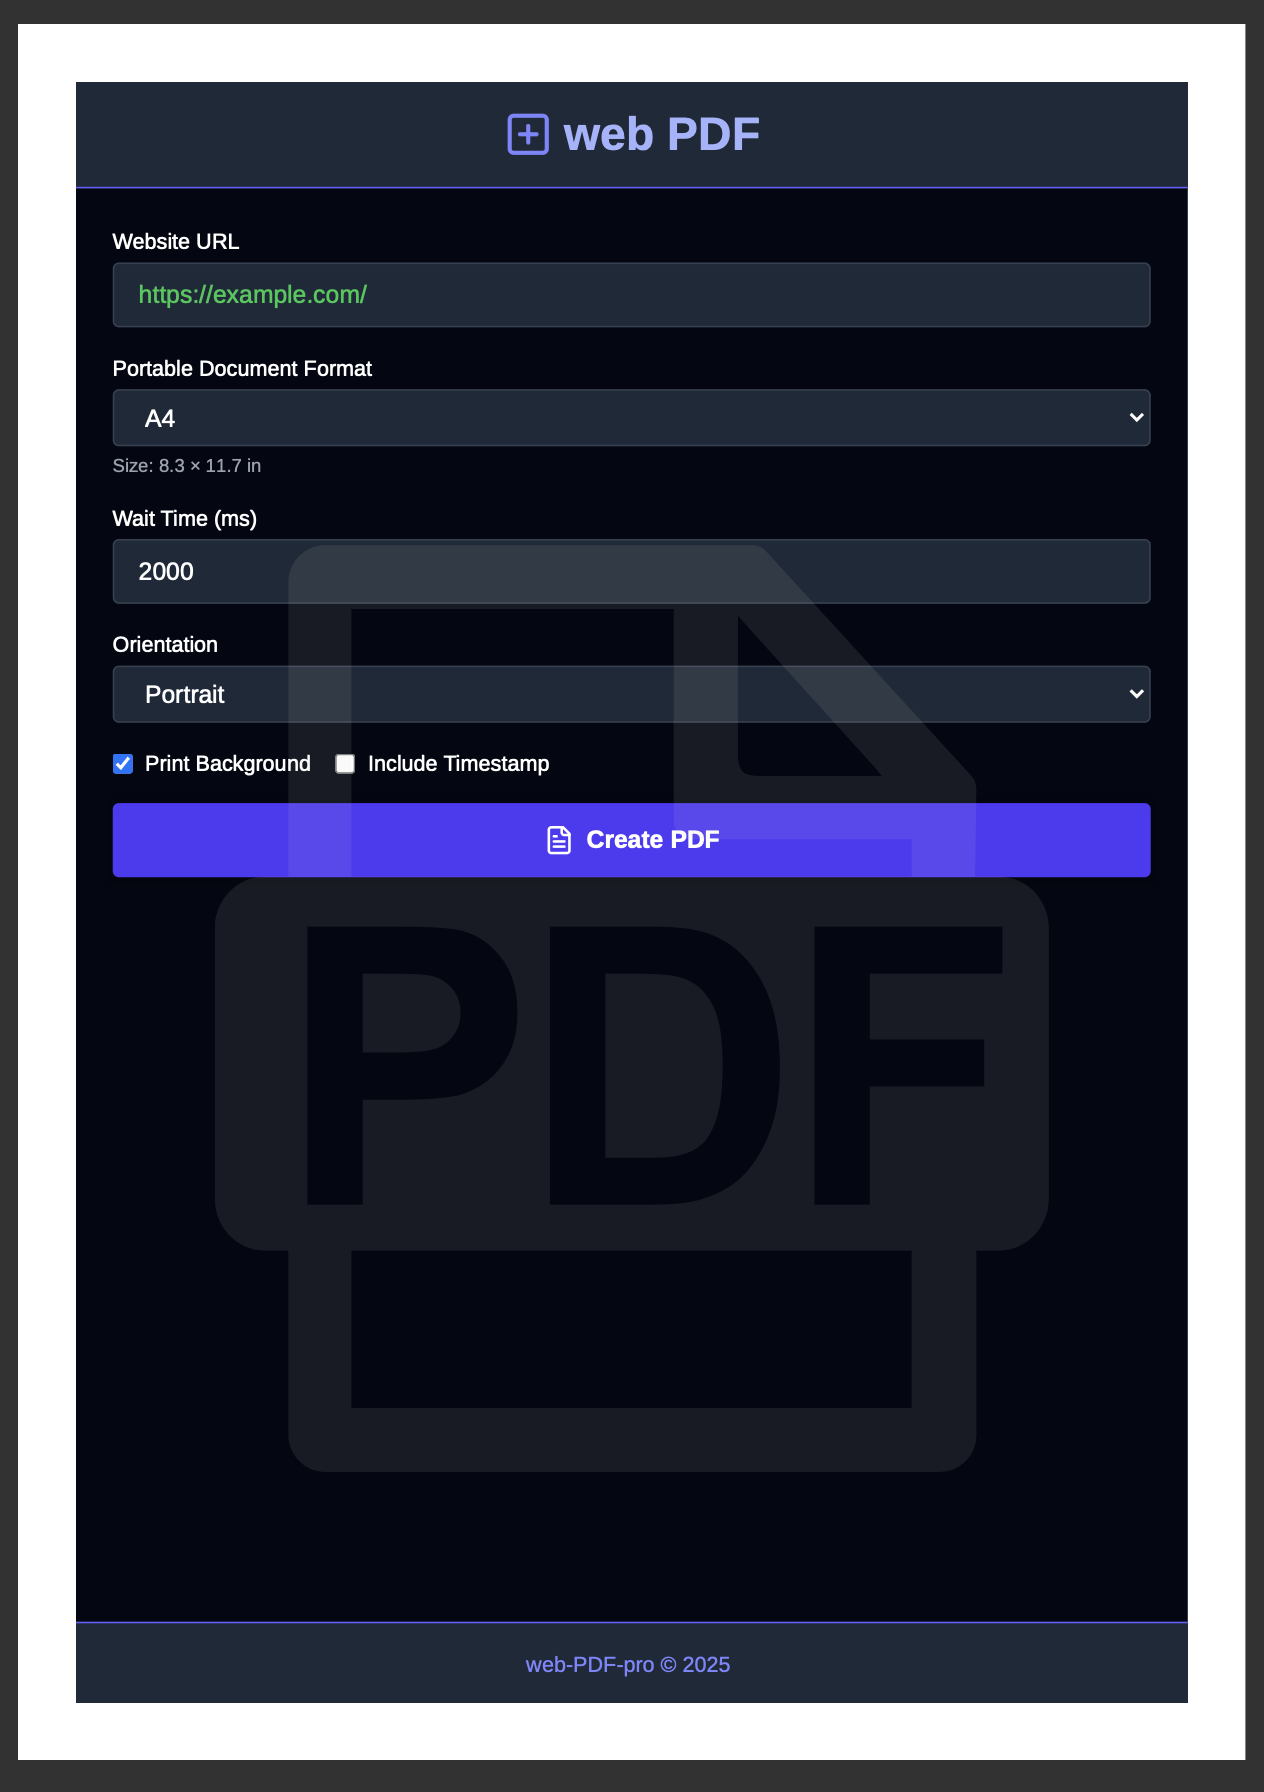 web PDF
Website URL
https://example.com/
Portable Document Format
A4
Size: 8.3 × 11.7 in
Wait Time (ms)
2000
Orientation
Portrait
Print Background Include Timestamp
Create PDF
PDF
web-PDF-pro © 2025